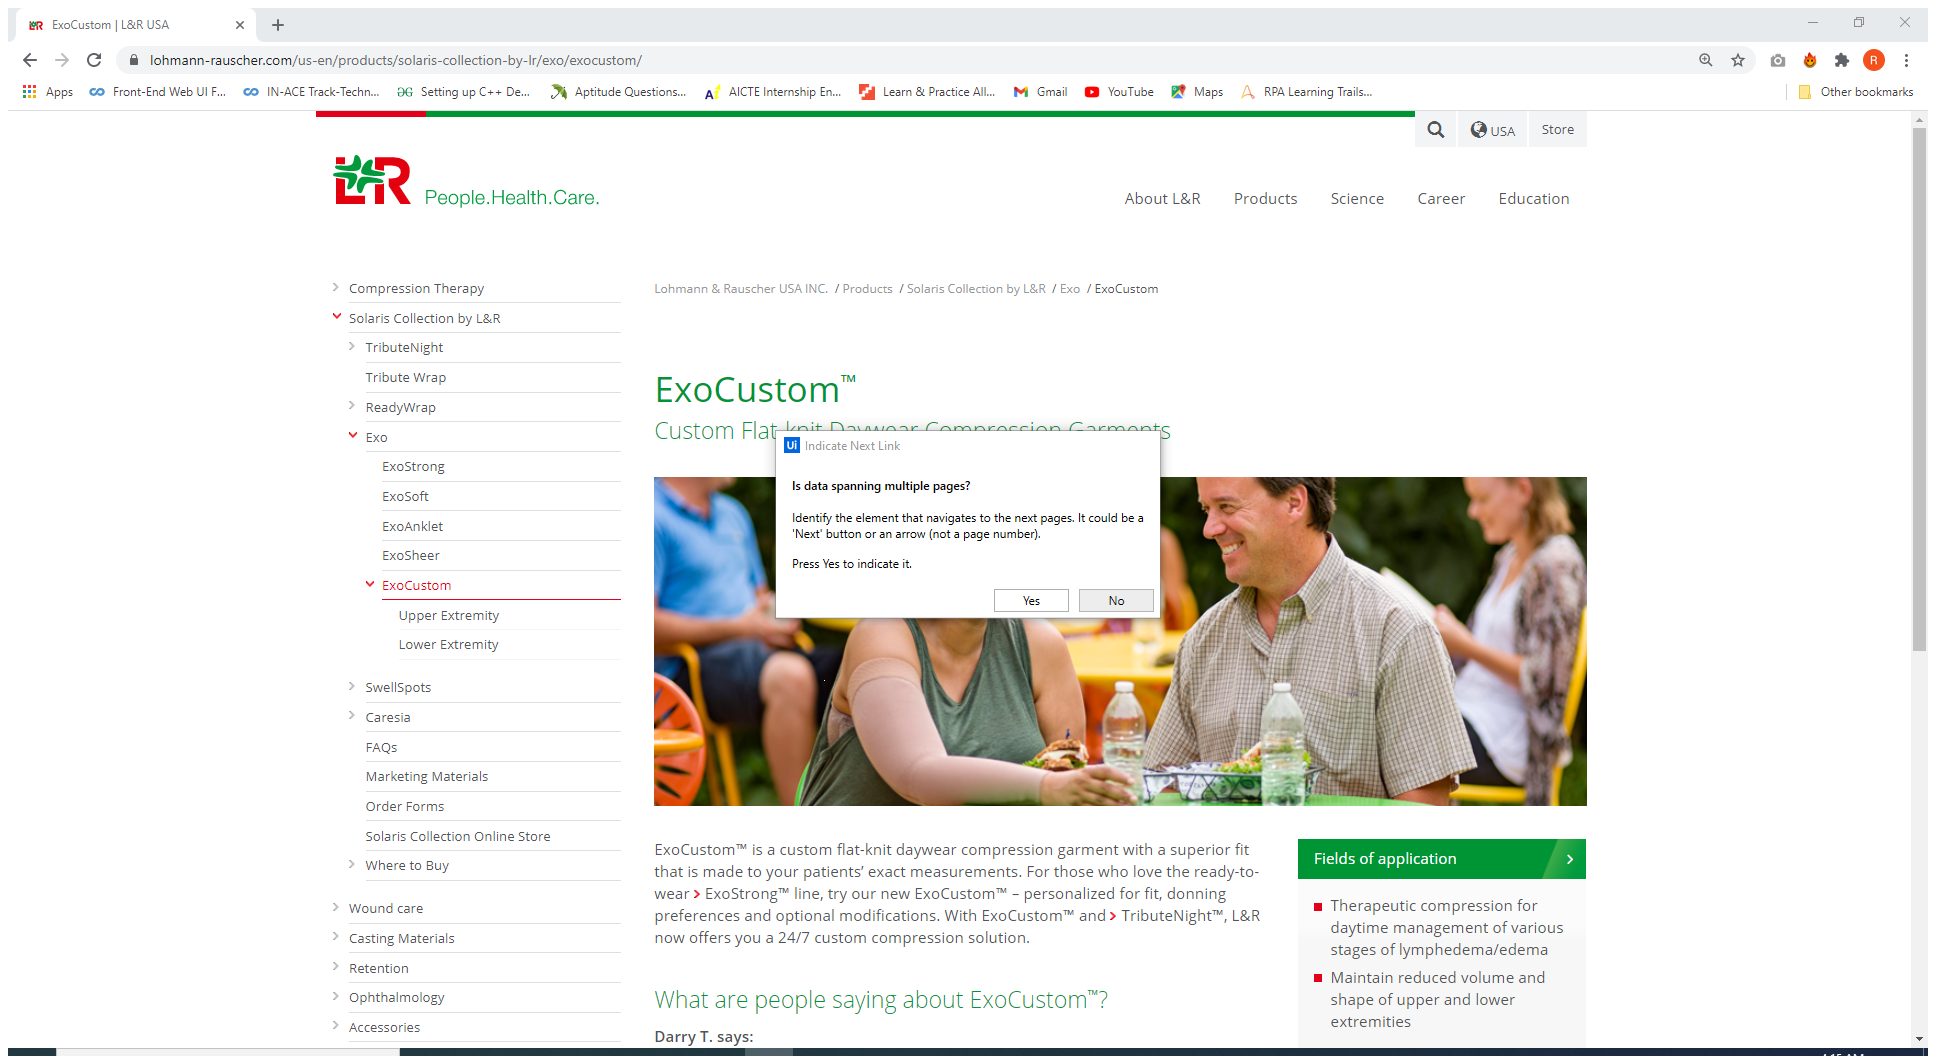 ExoCustom | L&R USA
lohmann-rauscher.com/us-en/products/solaris-collection-by-lr/exo/exocustom/
R
Apps
Front-End Web UI F...
IN-ACE Track-Techn...
Setting up C++ De...
Aptitude Questions...
AICTE Internship En...
Learn & Practice All...
Gmail
YouTube
Maps
RPA Learning Trails...
Other bookmarks
USA
Store
L&R
People.Health.Care.
About L&R
Products
Science
Career
Education
Compression Therapy
Solaris Collection by L&R
TributeNight
Tribute Wrap
ReadyWrap
Exo
ExoStrong
ExoSoft
ExoAnklet
ExoSheer
ExoCustom
Upper Extremity
Lower Extremity
SwellSpots
Caresia
FAQs
Marketing Materials
Order Forms
Solaris Collection Online Store
Where to Buy
Wound care
Casting Materials
Retention
Ophthalmology
Accessories
Lohmann & Rauscher USA INC. / Products / Solaris Collection by L&R / Exo / ExoCustom
ExoCustom™
Custom Flat-knit Daywear Compression Garments
Ui Indicate Next Link
Is data spanning multiple pages?
Identify the element that navigates to the next pages. It could be a
'Next' button or an arrow (not a page number).
Press Yes to indicate it.
Yes
No
ExoCustom™ is a custom flat-knit daywear compression garment with a superior fit
that is made to your patients’ exact measurements. For those who love the ready-to-
wear > ExoStrong™ line, try our new ExoCustom™ – personalized for fit, donning
preferences and optional modifications. With ExoCustom™ and > TributeNight™, L&R
now offers you a 24/7 custom compression solution.
What are people saying about ExoCustom™?
Darry T. says:
Fields of application
Therapeutic compression for
daytime management of various
stages of lymphedema/edema
Maintain reduced volume and
shape of upper and lower
extremities